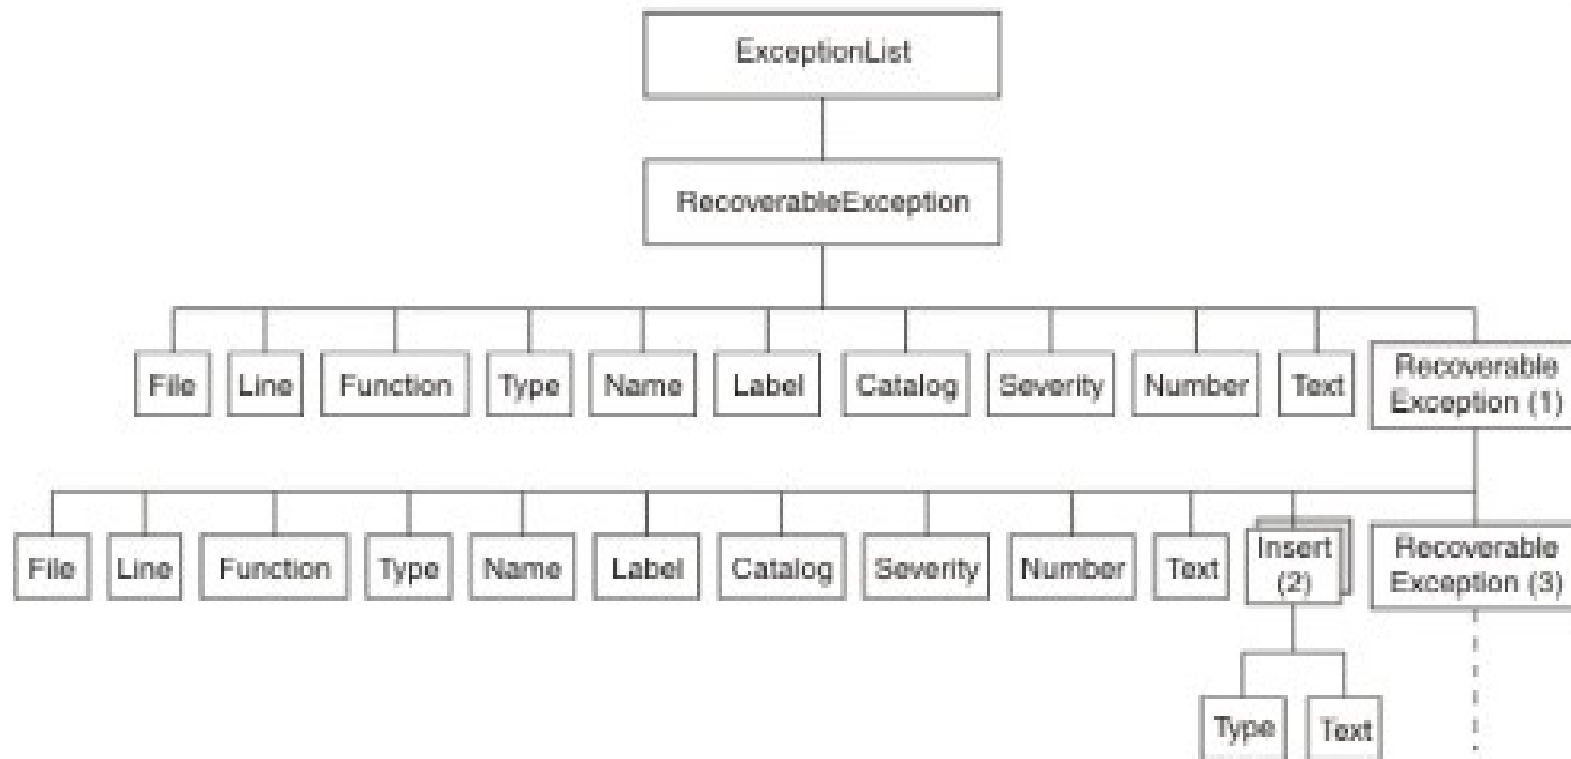 ExceptionList
RecoverableException
File Line Function Type Name Label Catalog Severity Number Text Recoverable
Exception (1)
File Line Function Type Name Label Catalog Severity Number Text Insert Recoverable
(2) Exception (3)
Type Text